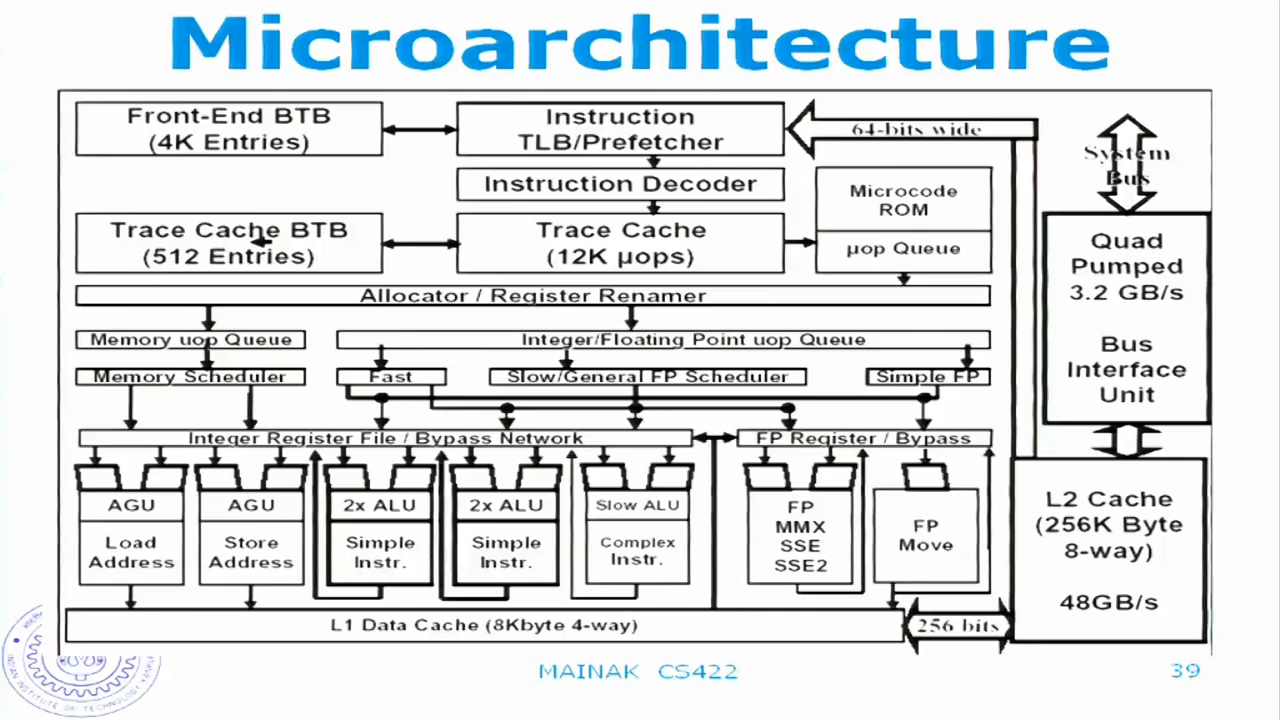 Microarchitecture
Front-End BTB
(4K Entries)
Instruction
TLB/Prefetcher
64-bits wide
System
Bus
Instruction Decoder
Microcode
ROM
Trace Cache BTB
(512 Entries)
Trace Cache
(12K μops)
μop Queue
Quad
Pumped
3.2 GB/s
Bus
Interface
Unit
Allocator / Register Renamer
Memory uop Queue
Integer/Floating Point uop Queue
Memory Scheduler
Fast
Slow/General FP Scheduler
Simple FP
Integer Register File / Bypass Network
FP Register / Bypass
AGU
Load
Address
AGU
Store
Address
2x ALU
Simple
Instr.
2x ALU
Simple
Instr.
Slow ALU
Complex
Instr.
FP
MMX
SSE
SSE2
FP
Move
L2 Cache
(256K Byte
8-way)
48GB/s
L1 Data Cache (8Kbyte 4-way)
256 bits
MAINAK CS422
39